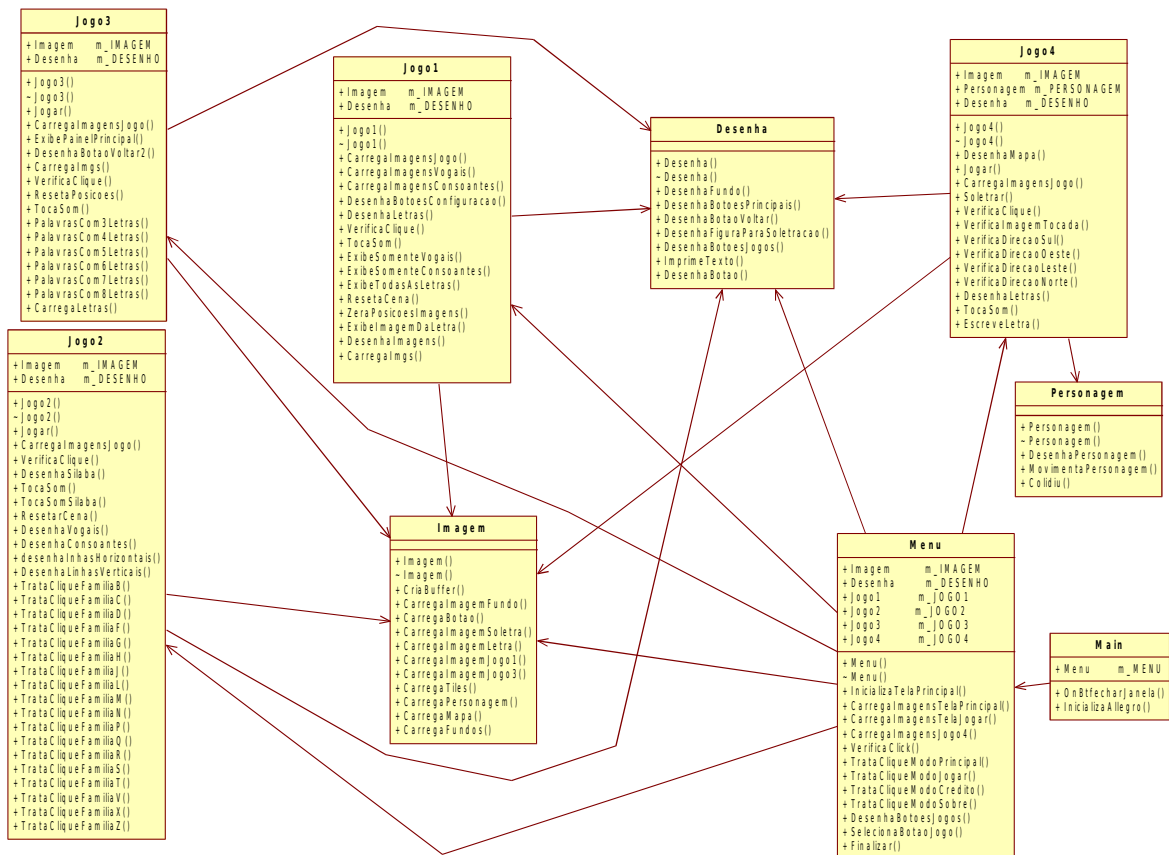 Jogo3
+ Imagem m_IMAGEM
+ Desenha m_DESENHO
+ Jogo3()
~ Jogo3()
+ Jogar()
+ CarregaImagensJogo()
+ ExibePainelPrincipal()
+ DesenhaBotaoVoltar2()
+ CarregaImgs()
+ VerificaClique()
+ ResetaPosicoes()
+ TocaSom()
+ PalavrasCom3Letras()
+ PalavrasCom4Letras()
+ PalavrasCom5Letras()
+ PalavrasCom6Letras()
+ PalavrasCom7Letras()
+ PalavrasCom8Letras()
+ CarregaLetras()
Jogo1
+ Imagem m_IMAGEM
+ Desenha m_DESENHO
+ Jogo1()
~ Jogo1()
+ CarregaImagensJogo()
+ CarregaImagensVogais()
+ CarregaImagensConsoantes()
+ DesenhaBotoesConfiguracao()
+ DesenhaLetras()
+ VerificaClique()
+ TocaSom()
+ ExibeSomenteVogais()
+ ExibeSomenteConsoantes()
+ ExibeTodasAsLetras()
+ ResetaCena()
+ ZeraPosicoesImagens()
+ ExibeImagemDaLetra()
+ DesenhaImagens()
+ CarregaImgs()
Desenha
+ Desenha()
~ Desenha()
+ DesenhaFundo()
+ DesenhaBotoesPrincipais()
+ DesenhaBotaoVoltar()
+ DesenhaFiguraParaSoletracao()
+ DesenhaBotoesJogos()
+ ImprimeTexto()
+ DesenhaBotao()
Jogo4
+ Imagem m_IMAGEM
+ Personagem m_PERSONAGEM
+ Desenha m_DESENHO
+ Jogo4()
~ Jogo4()
+ DesenhaMapa()
+ Jogar()
+ CarregaImagensJogo()
+ Soletrar()
+ VerificaClique()
+ VerificaImagemTocada()
+ VerificaDirecaoSul()
+ VerificaDirecaoOeste()
+ VerificaDirecaoLeste()
+ VerificaDirecaoNorte()
+ DesenhaLetras()
+ TocaSom()
+ EscreveLetra()
Jogo2
+ Imagem m_IMAGEM
+ Desenha m_DESENHO
+ Jogo2()
~ Jogo2()
+ Jogar()
+ CarregaImagensJogo()
+ VerificaClique()
+ DesenhaSilaba()
+ TocaSom()
+ TocaSomSilaba()
+ ResetarCena()
+ DesenhaVogais()
+ DesenhaConsoantes()
+ desenhaInhasHorizontais()
+ DesenhaLinhasVerticais()
+ TrataCliqueFamiliaB()
+ TrataCliqueFamiliaC()
+ TrataCliqueFamiliaD()
+ TrataCliqueFamiliaF()
+ TrataCliqueFamiliaG()
+ TrataCliqueFamiliaH()
+ TrataCliqueFamiliaJ()
+ TrataCliqueFamiliaL()
+ TrataCliqueFamiliaM()
+ TrataCliqueFamiliaN()
+ TrataCliqueFamiliaP()
+ TrataCliqueFamiliaQ()
+ TrataCliqueFamiliaR()
+ TrataCliqueFamiliaS()
+ TrataCliqueFamiliaT()
+ TrataCliqueFamiliaV()
+ TrataCliqueFamiliaX()
+ TrataCliqueFamiliaZ()
Imagem
+ Imagem()
~ Imagem()
+ CriaBuffer()
+ CarregaImagemFundo()
+ CarregaBotao()
+ CarregaImagemSoletra()
+ CarregaImagemLetra()
+ CarregaImagemJogo1()
+ CarregaImagemJogo3()
+ CarregaTiles()
+ CarregaPersonagem()
+ CarregaMapa()
+ CarregaFundos()
Personagem
+ Personagem()
~ Personagem()
+ DesenhaPersonagem()
+ MovimentaPersonagem()
+ Colidiu()
Menu
+ Imagem m_IMAGEM
+ Desenha m_DESENHO
+ Jogo1 m_JOGO1
+ Jogo2 m_JOGO2
+ Jogo3 m_JOGO3
+ Jogo4 m_JOGO4
+ Menu()
~ Menu()
+ InicializaTelaPrincipal()
+ CarregaImagensTelaPrincipal()
+ CarregaImagensTelaJogar()
+ CarregaImagensJogo4()
+ VerificaClick()
+ TrataCliqueModoPrincipal()
+ TrataCliqueModoJogar()
+ TrataCliqueModoCredito()
+ TrataCliqueModoSobre()
+ DesenhaBotoesJogos()
+ SelecionaBotaoJogo()
+ Finalizar()
Main
+ Menu m_MENU
+ OnBtfecharJanela()
+ InicializaAllegro()